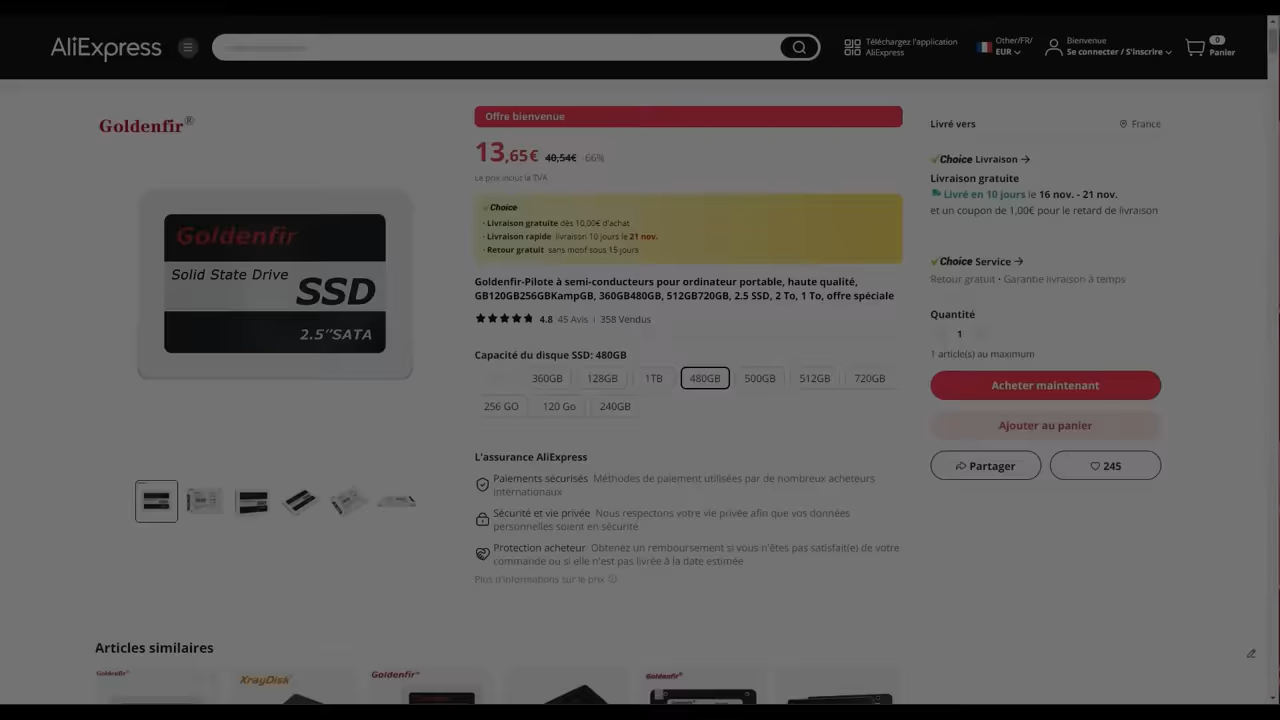 AliExpress
Téléchargez l'application
AliExpress
Other/FR/
EUR
Bienvenue
Se connecter / S'inscrire
0
Panier
Goldenfir®
Goldenfir
Solid State Drive
SSD
2.5"SATA
Offre bienvenue
13,65€ 40,54€ -66%
Le prix inclut la TVA
Choice
· Livraison gratuite dès 10,00€ d'achat
· Livraison rapide livraison 10 jours le 21 nov.
· Retour gratuit sans motif sous 15 jours
Goldenfir-Pilote à semi-conducteurs pour ordinateur portable, haute qualité,
GB120GB256GBKampGB, 360GB480GB, 512GB720GB, 2.5 SSD, 2 To, 1 To, offre spéciale
4.8 45 Avis | 358 Vendus
Capacité du disque SSD: 480GB
360GB 128GB 1TB 480GB 500GB 512GB 720GB
256 GO 120 Go 240GB
L'assurance AliExpress
Paiements sécurisés Méthodes de paiement utilisées par de nombreux acheteurs
internationaux
Sécurité et vie privée Nous respectons votre vie privée afin que vos données
personnelles soient en sécurité
Protection acheteur Obtenez un remboursement si vous n'êtes pas satisfait(e) de votre
commande ou si elle n'est pas livrée à la date estimée
Plus d'informations sur le prix
Livré vers France
Choice Livraison →
Livraison gratuite
Livré en 10 jours le 16 nov. - 21 nov.
et un coupon de 1,00€ pour le retard de livraison
Choice Service →
Retour gratuit · Garantie livraison à temps
Quantité
1
1 article(s) au maximum
Acheter maintenant
Ajouter au panier
Partager
245
Articles similaires
Goldenfir®
XrayDisk
Goldenfir™
Goldenfir®